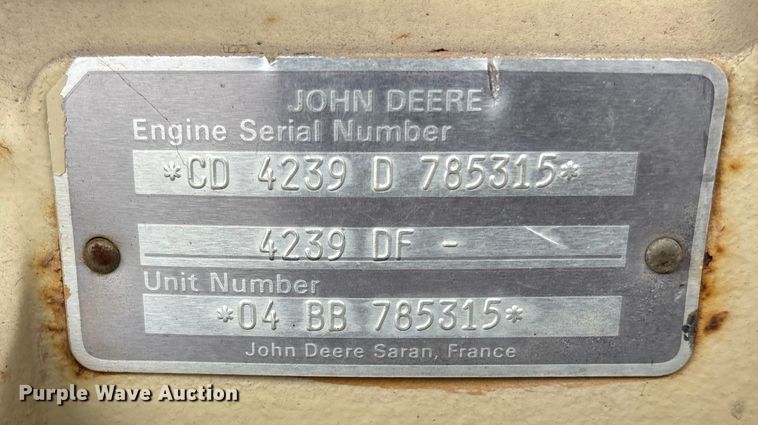 JOHN DEERE
Engine Serial Number
*CD 4239 D 785315*
4239 DF -
Unit Number
*04 BB 785315*
John Deere Saran, France
Purple Wave Auction